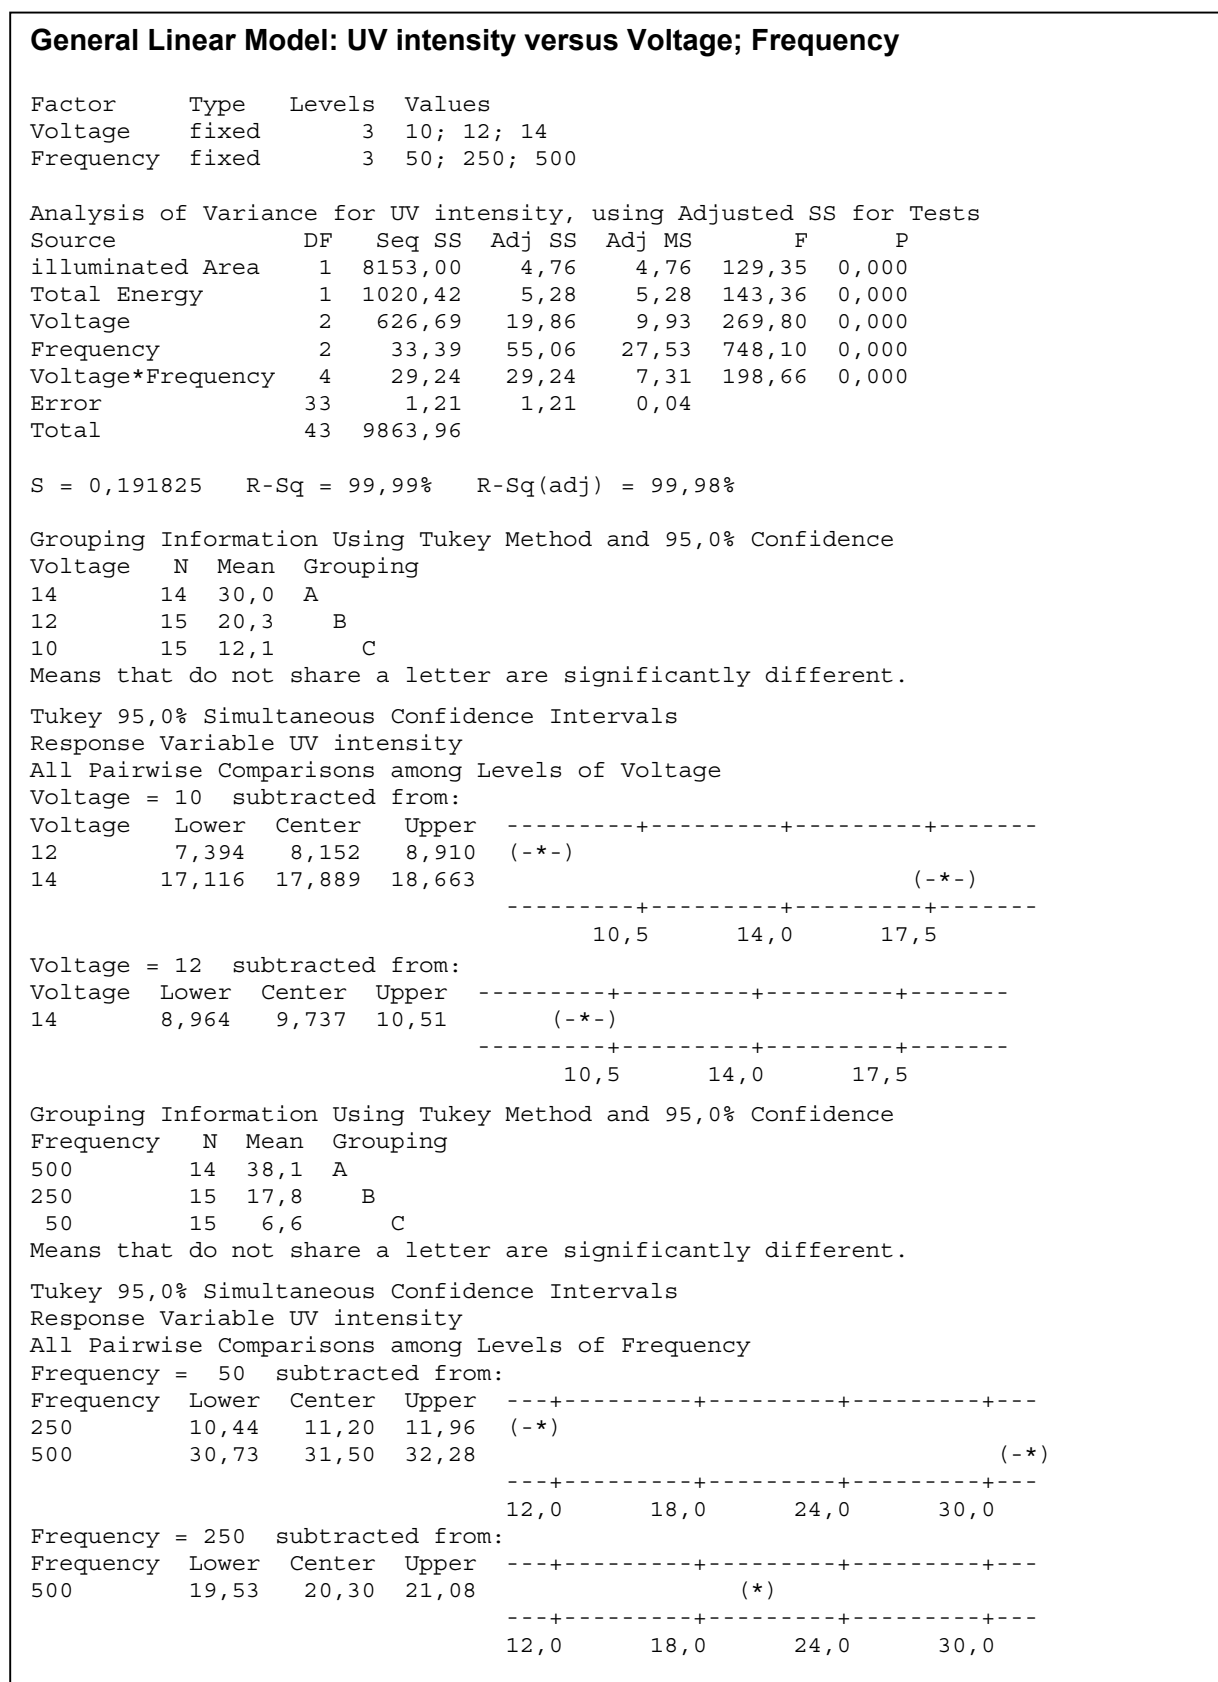 General Linear Model: UV intensity versus Voltage; Frequency
Factor     Type   Levels  Values
Voltage    fixed       3  10; 12; 14
Frequency  fixed       3  50; 250; 500
Analysis of Variance for UV intensity, using Adjusted SS for Tests
Source             DF   Seq SS  Adj SS  Adj MS       F      P
illuminated Area    1  8153,00    4,76    4,76  129,35  0,000
Total Energy        1  1020,42    5,28    5,28  143,36  0,000
Voltage             2   626,69   19,86    9,93  269,80  0,000
Frequency           2    33,39   55,06   27,53  748,10  0,000
Voltage*Frequency   4    29,24   29,24    7,31  198,66  0,000
Error              33     1,21    1,21    0,04
Total              43  9863,96
S = 0,191825   R-Sq = 99,99%   R-Sq(adj) = 99,98%
Grouping Information Using Tukey Method and 95,0% Confidence
Voltage   N  Mean  Grouping
14       14  30,0  A
12       15  20,3    B
10       15  12,1      C
Means that do not share a letter are significantly different.
Tukey 95,0% Simultaneous Confidence Intervals
Response Variable UV intensity
All Pairwise Comparisons among Levels of Voltage
Voltage = 10  subtracted from:
Voltage   Lower  Center   Upper  ---------+---------+---------+-------
12        7,394   8,152   8,910  (-*-)
14       17,116  17,889  18,663                              (-*-)
                                 ---------+---------+---------+-------
                                       10,5      14,0      17,5
Voltage = 12  subtracted from:
Voltage  Lower  Center  Upper  ---------+---------+---------+-------
14       8,964   9,737  10,51       (-*-)
                               ---------+---------+---------+-------
                                     10,5      14,0      17,5
Grouping Information Using Tukey Method and 95,0% Confidence
Frequency   N  Mean  Grouping
500        14  38,1  A
250        15  17,8    B
 50        15   6,6      C
Means that do not share a letter are significantly different.
Tukey 95,0% Simultaneous Confidence Intervals
Response Variable UV intensity
All Pairwise Comparisons among Levels of Frequency
Frequency =  50  subtracted from:
Frequency  Lower  Center  Upper  ---+---------+---------+---------+---
250        10,44   11,20  11,96  (-*)
500        30,73   31,50  32,28                                    (-*)
                                 ---+---------+---------+---------+---
                                 12,0      18,0      24,0      30,0
Frequency = 250  subtracted from:
Frequency  Lower  Center  Upper  ---+---------+---------+---------+---
500        19,53   20,30  21,08                  (*)
                                 ---+---------+---------+---------+---
                                 12,0      18,0      24,0      30,0